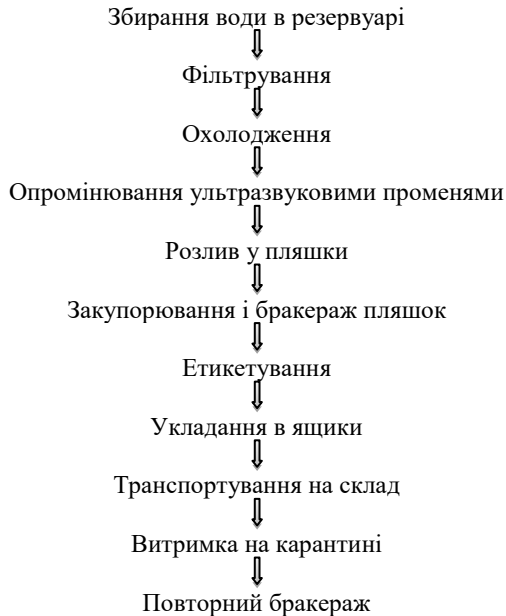 Збирання води в резервуарі
Фільтрування
Охолодження
Опромінювання ультразвуковими променями
Розлив у пляшки
Закупорювання і бракераж пляшок
Етикетування
Укладання в ящики
Транспортування на склад
Витримка на карантині
Повторний бракераж